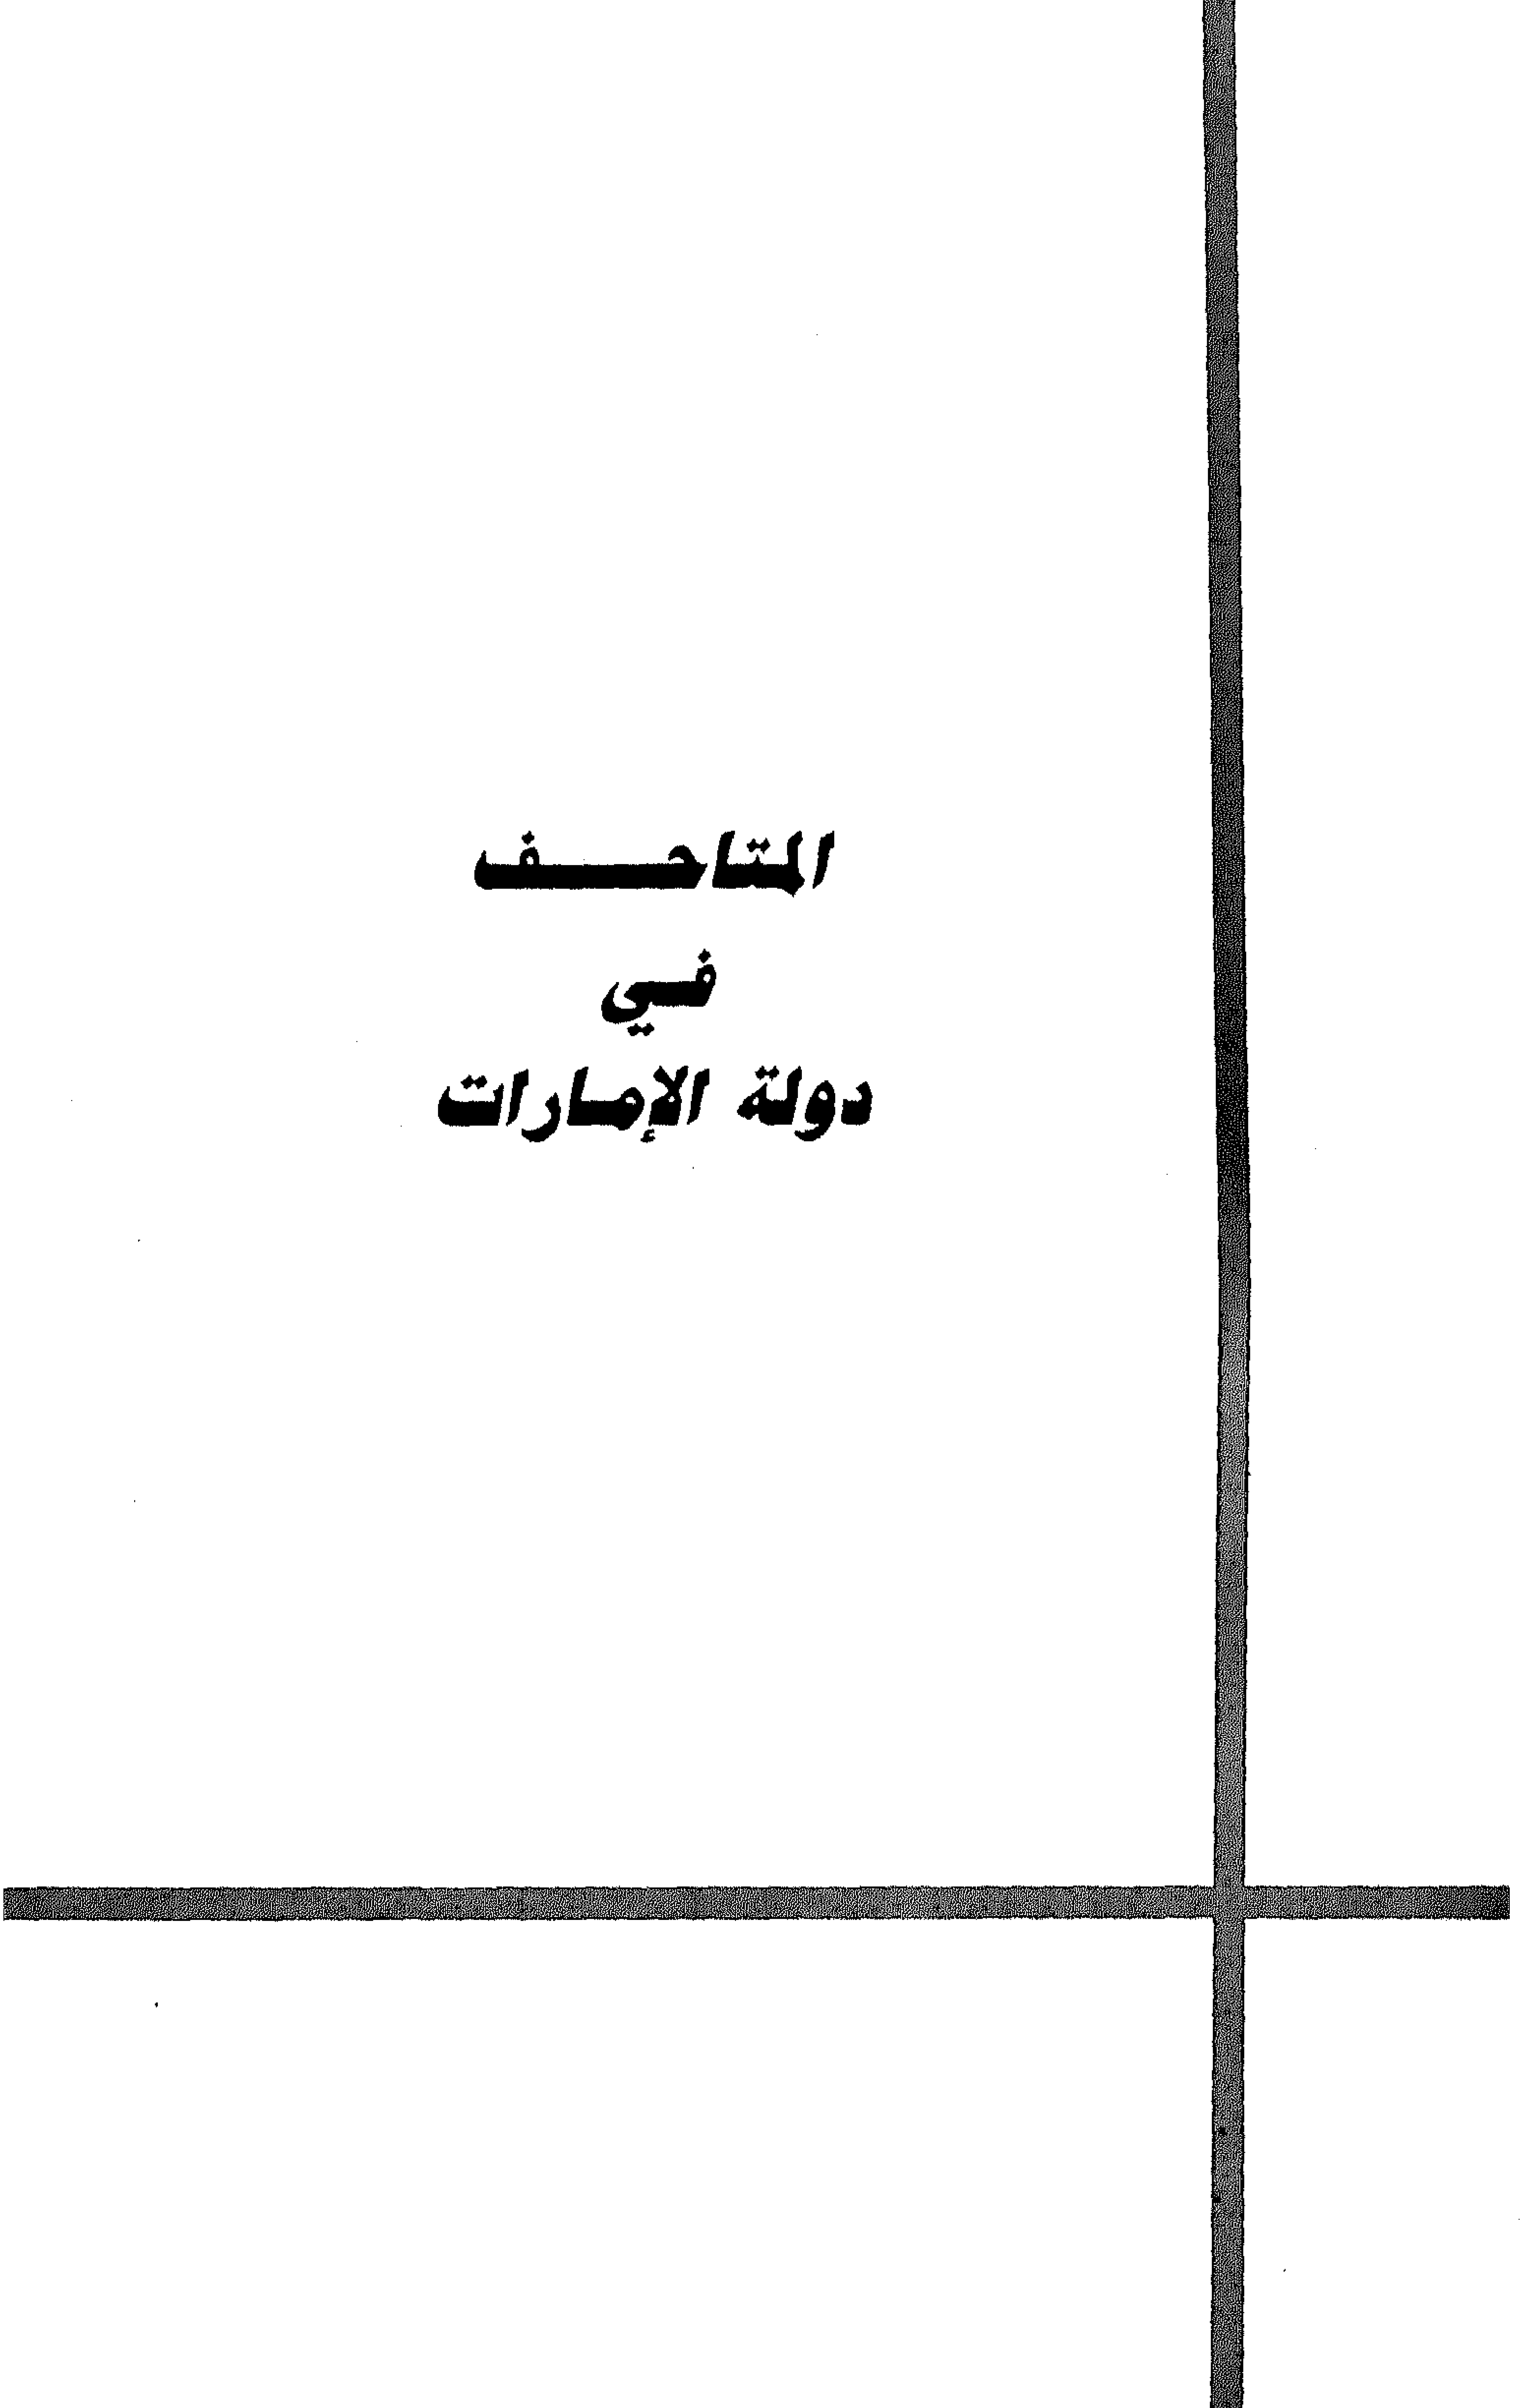 المتاحف
في
دولة الإمارات